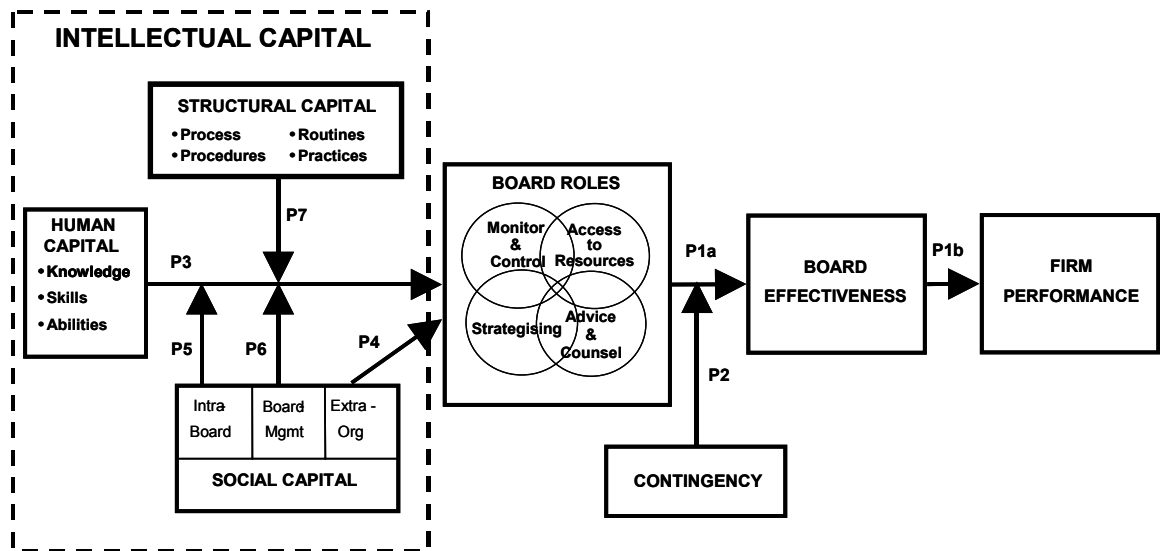 INTELLECTUAL CAPITAL
STRUCTURAL CAPITAL
• Process • Routines
• Procedures • Practices
P7
HUMAN
CAPITAL
• Knowledge
• Skills
• Abilities
P3
P5
P6
P4
Intra-
Board
Board-
Mgmt
Extra -
Org
SOCIAL CAPITAL
BOARD ROLES
Monitor
&
Control
Access
to
Resources
Strategising
Advice
&
Counsel
P1a
P2
CONTINGENCY
BOARD
EFFECTIVENESS
P1b
FIRM
PERFORMANCE